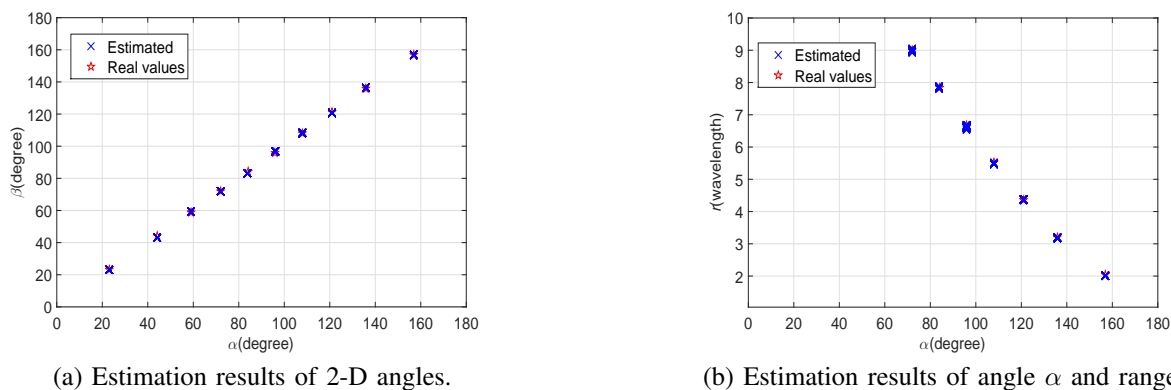 180
160
140
120
100
80
60
40
20
0
β(degree)
Estimated
Real values
0 20 40 60 80 100 120 140 160 180
α(degree)
(a) Estimation results of 2-D angles.
10
9
8
7
6
5
4
3
2
r(wavelength)
Estimated
Real values
0 20 40 60 80 100 120 140 160 180
α(degree)
(b) Estimation results of angle α and range